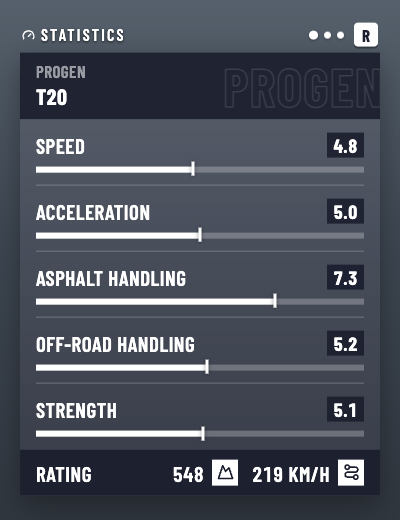 STATISTICS
R
PROGEN
PROGEN
T20
SPEED 4.8
ACCELERATION 5.0
ASPHALT HANDLING 7.3
OFF-ROAD HANDLING 5.2
STRENGTH 5.1
RATING 548 219 KM/H